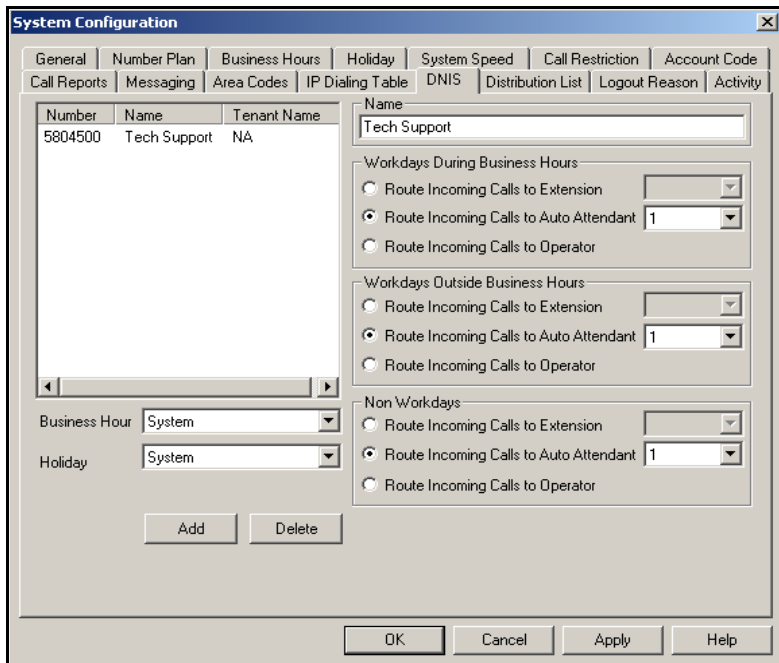 System Configuration
General Number Plan Business Hours Holiday System Speed Call Restriction Account Code
Call Reports Messaging Area Codes IP Dialing Table DNIS Distribution List Logout Reason Activity
Number Name Tenant Name
5804500 Tech Support NA
Business Hour System
Holiday System
Add Delete
Name
Tech Support
Workdays During Business Hours
Route Incoming Calls to Extension
Route Incoming Calls to Auto Attendant 1
Route Incoming Calls to Operator
Workdays Outside Business Hours
Route Incoming Calls to Extension
Route Incoming Calls to Auto Attendant 1
Route Incoming Calls to Operator
Non Workdays
Route Incoming Calls to Extension
Route Incoming Calls to Auto Attendant 1
Route Incoming Calls to Operator
OK Cancel Apply Help